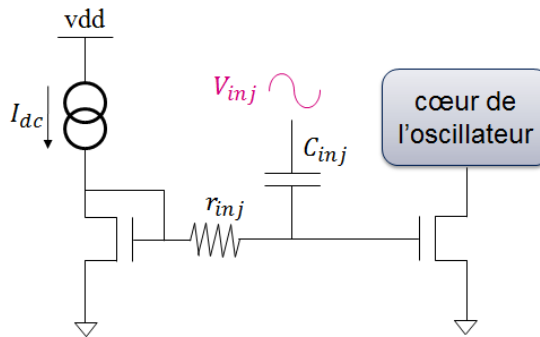 vdd
I_dc
V_inj
C_inj
r_inj
cœur de
l'oscillateur